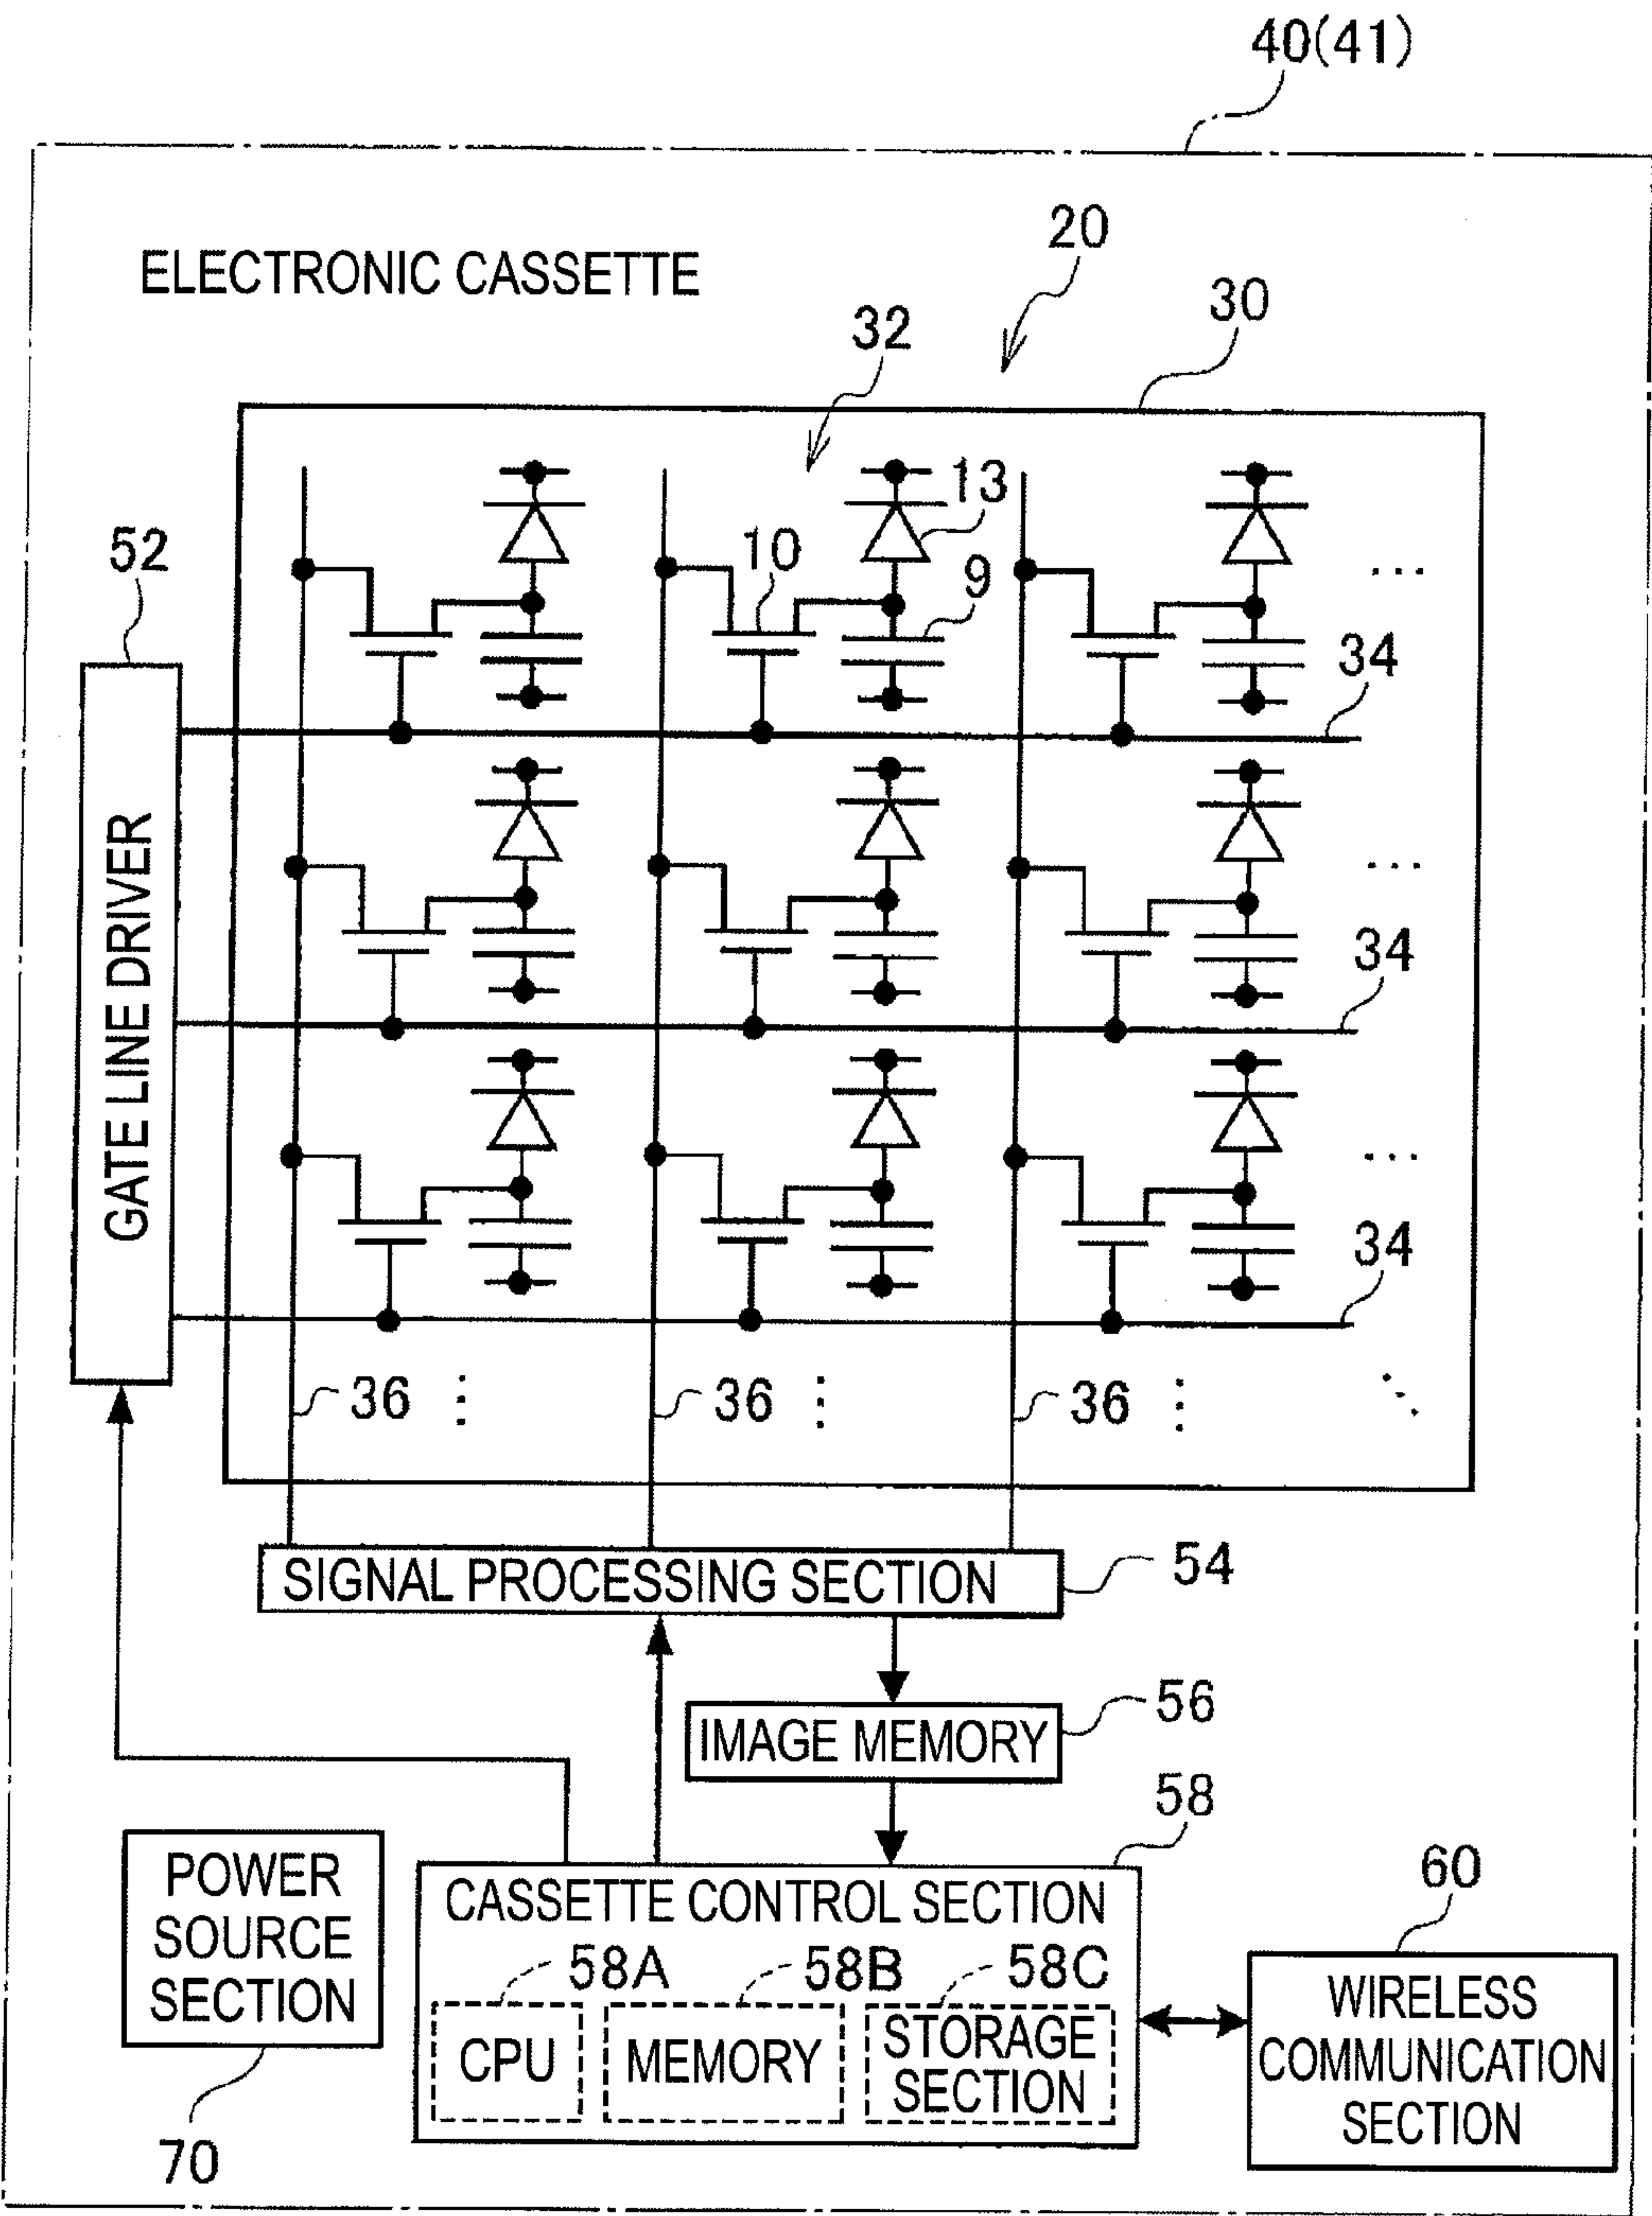 40(41)
ELECTRONIC CASSETTE
20
30
32
13
10
9
52
34
GATE LINE DRIVER
...
34
...
34
...
36
36
36
SIGNAL PROCESSING SECTION
54
IMAGE MEMORY
56
58
POWER
SOURCE
SECTION
70
CASSETTE CONTROL SECTION
58A
58B
58C
CPU
MEMORY
STORAGE
SECTION
60
WIRELESS
COMMUNICATION
SECTION